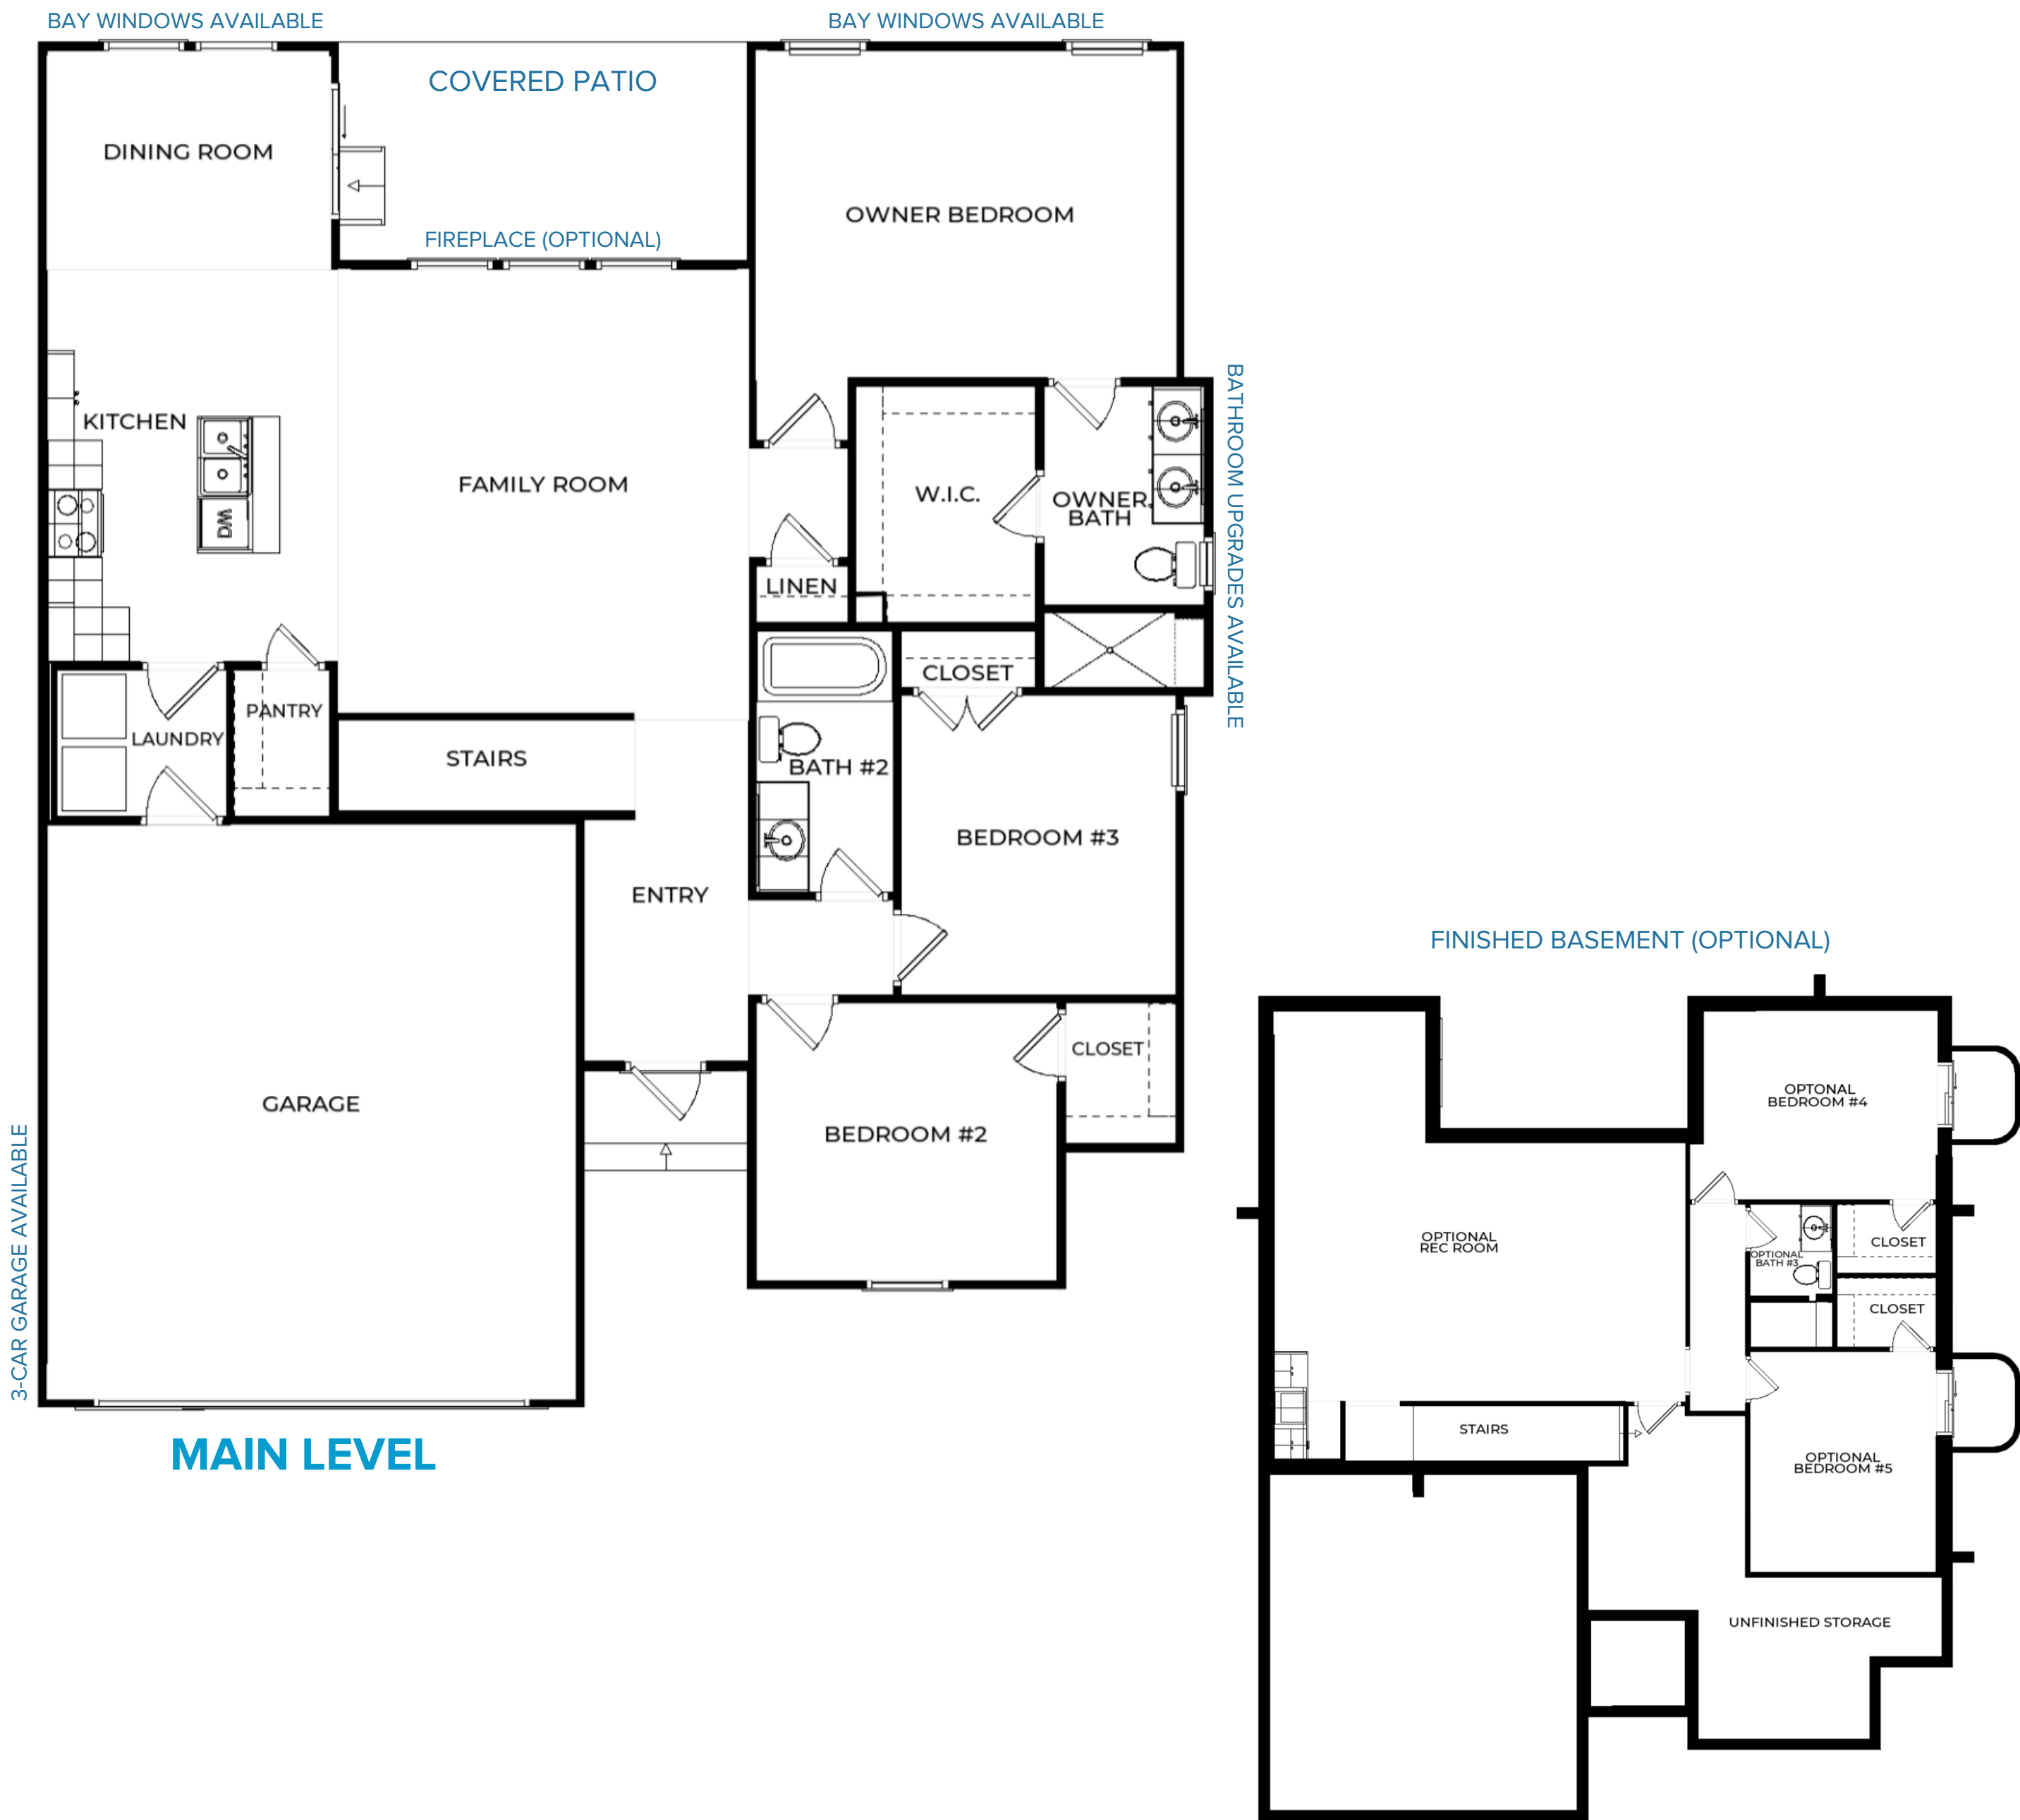 BAY WINDOWS AVAILABLE
BAY WINDOWS AVAILABLE
COVERED PATIO
DINING ROOM
OWNER BEDROOM
FIREPLACE (OPTIONAL)
KITCHEN
FAMILY ROOM
W.I.C.
OWNER
BATH
BATHROOM UPGRADES AVAILABLE
DW
LINEN
CLOSET
PANTRY
LAUNDRY
STAIRS
BATH #2
BEDROOM #3
ENTRY
CLOSET
GARAGE
BEDROOM #2
3-CAR GARAGE AVAILABLE
MAIN LEVEL
FINISHED BASEMENT (OPTIONAL)
OPTONAL
BEDROOM #4
OPTIONAL
REC ROOM
CLOSET
OPTIONAL
BATH #3
CLOSET
STAIRS
OPTIONAL
BEDROOM #5
UNFINISHED STORAGE